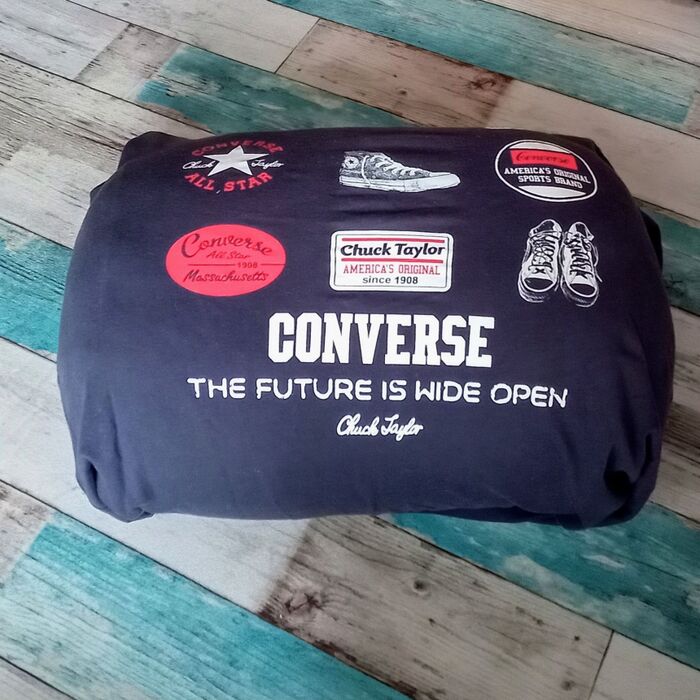 CONVERSE
Chuck Taylor
ALL STAR
Converse
AMERICA'S ORIGINAL
SPORTS BRAND
Converse
All Star
1908
Massachusetts
Chuck Taylor
AMERICA'S ORIGINAL
since 1908
CONVERSE
THE FUTURE IS WIDE OPEN
Chuck Taylor